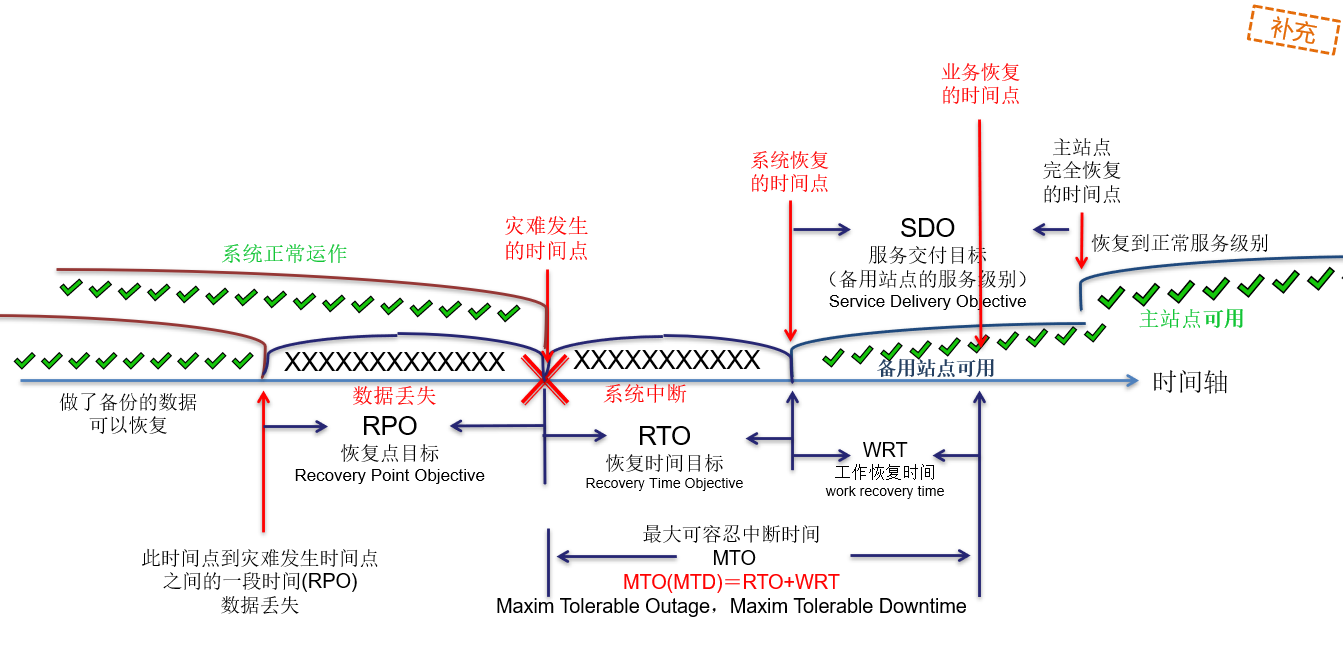 补充
业务恢复
的时间点
主站点
完全恢复
的时间点
系统恢复
的时间点
灾难发生
的时间点
系统正常运作
SDO
服务交付目标
（备用站点的服务级别）
Service Delivery Objective
恢复到正常服务级别
主站点可用
XXXXXXXXXXXXX
XXXXXXXXXXX
备用站点可用
时间轴
做了备份的数据
可以恢复
数据丢失
RPO
恢复点目标
Recovery Point Objective
系统中断
RTO
恢复时间目标
Recovery Time Objective
WRT
工作恢复时间
work recovery time
此时间点到灾难发生时间点
之间的一段时间(RPO)
数据丢失
最大可容忍中断时间
MTO
MTO(MTD)＝RTO+WRT
Maxim Tolerable Outage，Maxim Tolerable Downtime